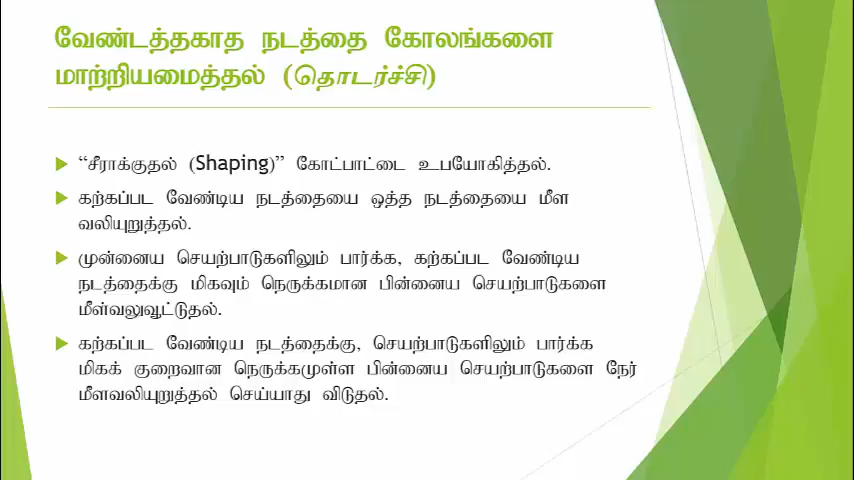 வேண்டத்தகாத நடத்தை கோலங்களை
மாற்றியமைத்தல் (தொடர்ச்சி)
“சீராக்குதல் (Shaping)” கோட்பாட்டை உபயோகித்தல்.
கற்கப்பட வேண்டிய நடத்தையை ஒத்த நடத்தையை மீள
வலியுறுத்தல்.
முன்னைய செயற்பாடுகளிலும் பார்க்க, கற்கப்பட வேண்டிய
நடத்தைக்கு மிகவும் நெருக்கமான பின்னைய செயற்பாடுகளை
மீள்வலுவூட்டுதல்.
கற்கப்பட வேண்டிய நடத்தைக்கு, செயற்பாடுகளிலும் பார்க்க
மிகக் குறைவான நெருக்கமுள்ள பின்னைய செயற்பாடுகளை நேர்
மீளவலியுறுத்தல் செய்யாது விடுதல்.